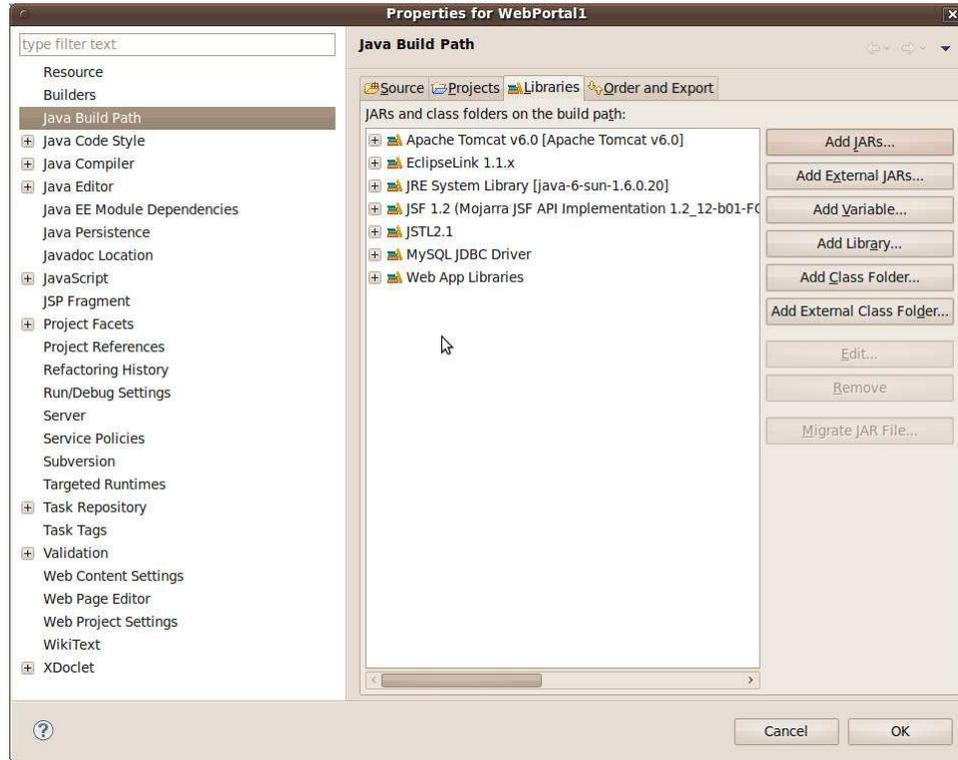 Properties for WebPortal1
type filter text
Resource
Builders
Java Build Path
Java Code Style
Java Compiler
Java Editor
Java EE Module Dependencies
Java Persistence
Javadoc Location
JavaScript
JSP Fragment
Project Facets
Project References
Refactoring History
Run/Debug Settings
Server
Service Policies
Subversion
Targeted Runtimes
Task Repository
Task Tags
Validation
Web Content Settings
Web Page Editor
Web Project Settings
WikiText
XDoclet
Java Build Path
Source Projects Libraries Order and Export
JARs and class folders on the build path:
Apache Tomcat v6.0 [Apache Tomcat v6.0]
EclipseLink 1.1.x
JRE System Library [java-6-sun-1.6.0.20]
JSF 1.2 (Mojarra JSF API Implementation 1.2_12-b01-FC
JSTL2.1
MySQL JDBC Driver
Web App Libraries
Add JARs...
Add External JARs...
Add Variable...
Add Library...
Add Class Folder...
Add External Class Folder...
Edit...
Remove
Migrate JAR File...
?
Cancel
OK